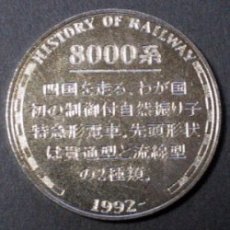 HISTORY OF RAILWAY
8000系
四国を走る、わが国
初の制御付自然振り子
特急形電車。先頭形状
は貫通型と流線型
の2種類。
1992-